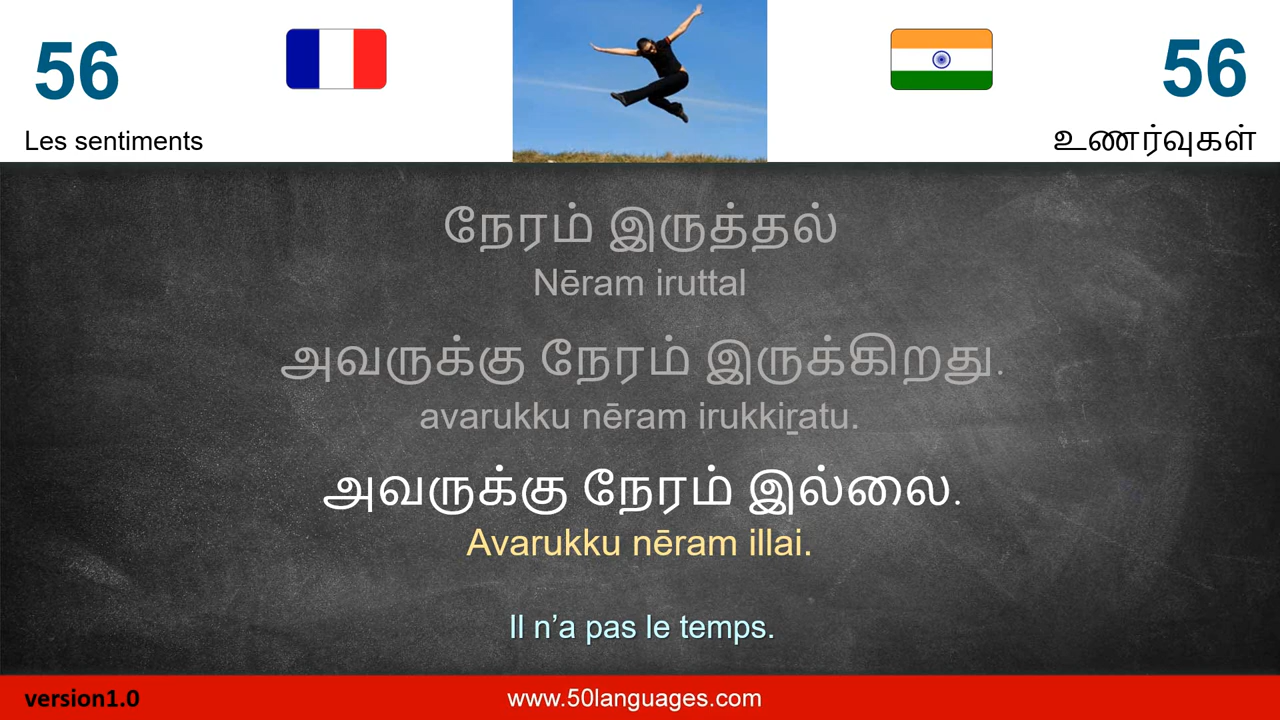 56
56
Les sentiments
உணர்வுகள்
நேரம் இருத்தல்
Nēram iruttal
அவருக்கு நேரம் இருக்கிறது.
avarukku nēram irukkiṟatu.
அவருக்கு நேரம் இல்லை.
Avarukku nēram illai.
Il n’a pas le temps.
version1.0
www.50languages.com